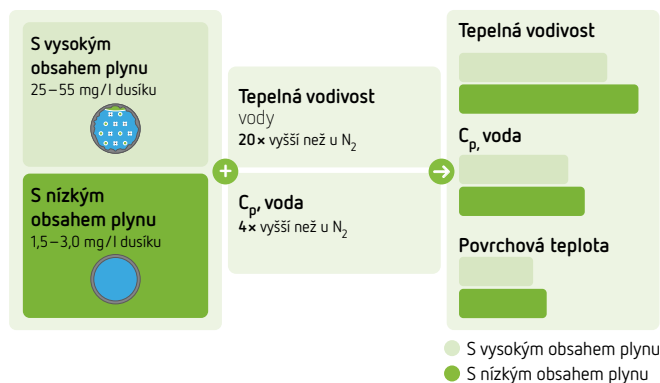 S vysokým
obsahem plynu
25–55 mg/l dusíku
S nízkým
obsahem plynu
1,5–3,0 mg/l dusíku
+
Tepelná vodivost
vody
20× vyšší než u N₂
Cₚ, voda
4× vyšší než u N₂
Tepelná vodivost
Cₚ, voda
Povrchová teplota
S vysokým obsahem plynu
S nízkým obsahem plynu